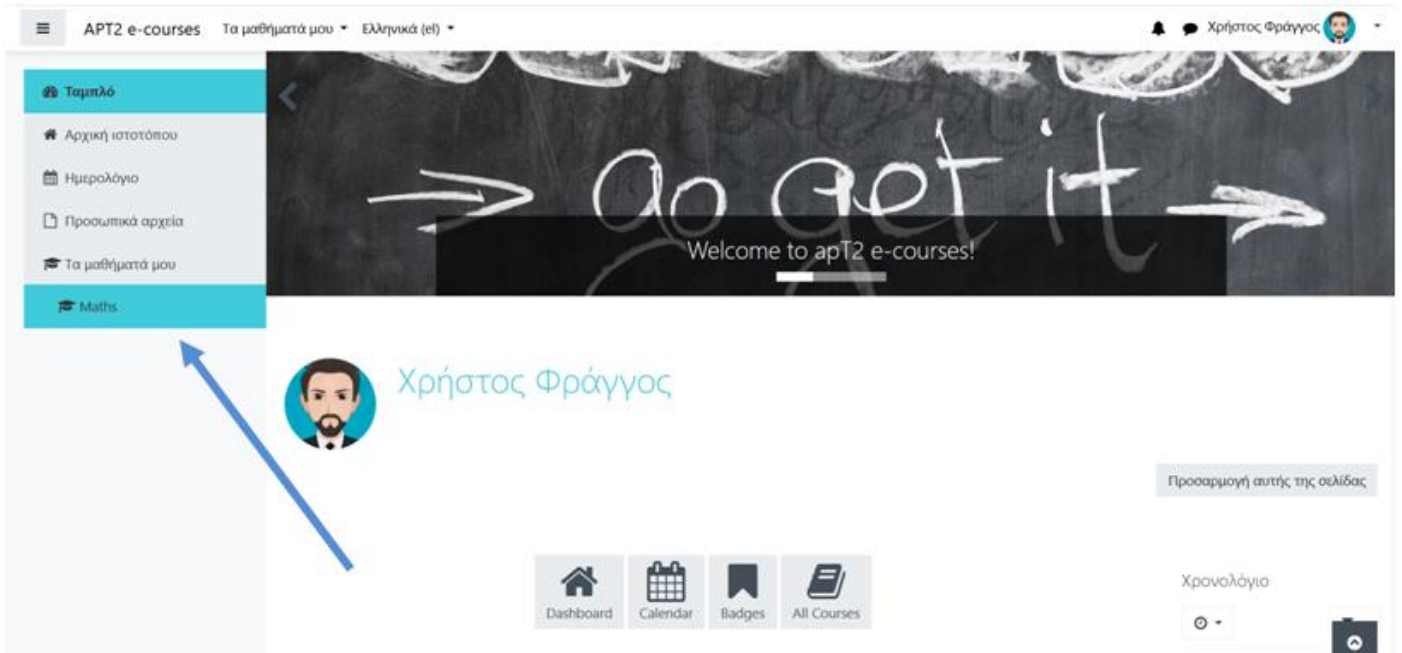 APT2 e-courses Τα μαθήματά μου Ελληνικά (el) Χρήστος Φράγγος
Ταμπλό
Αρχική ιστοτόπου
Ημερολόγιο
Προσωπικά αρχεία
Τα μαθήματά μου
Maths
go get it
Welcome to apT2 e-courses!
Χρήστος Φράγγος
Προσαρμογή αυτής της σελίδας
Dashboard Calendar Badges All Courses
Χρονολόγιο